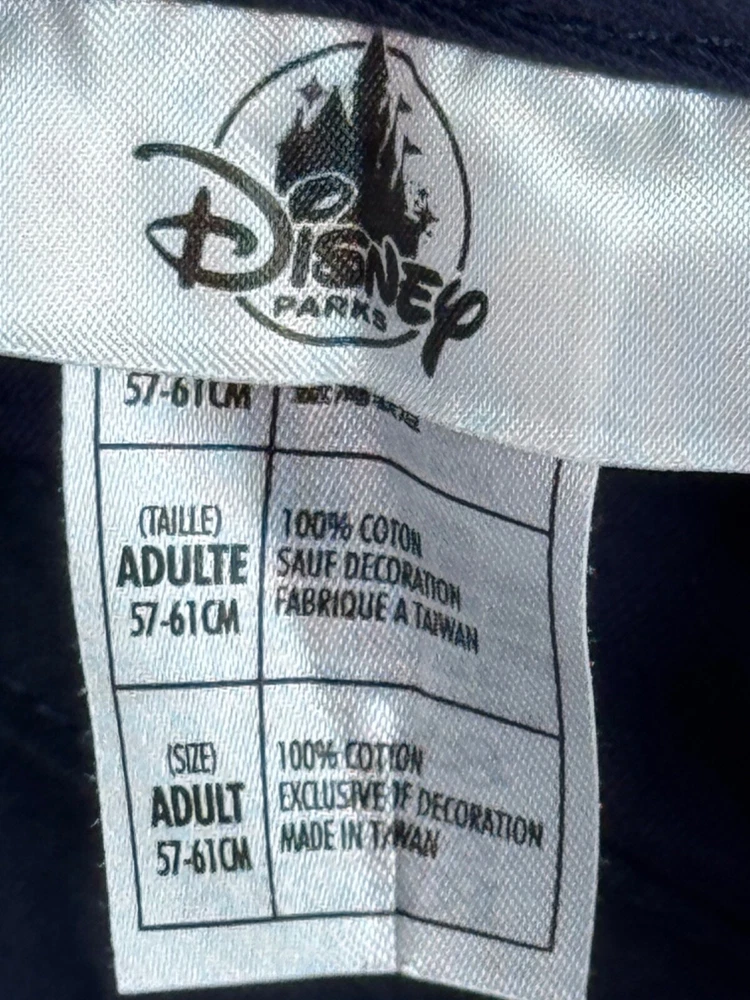 DISNEY
PARKS
57-61CM
(TAILLE)
ADULTE
57-61CM
100% COTON
SAUF DECORATION
FABRIQUE A TAIWAN
(SIZE)
ADULT
57-61CM
100% COTTON
EXCLUSIVE OF DECORATION
MADE IN TAIWAN